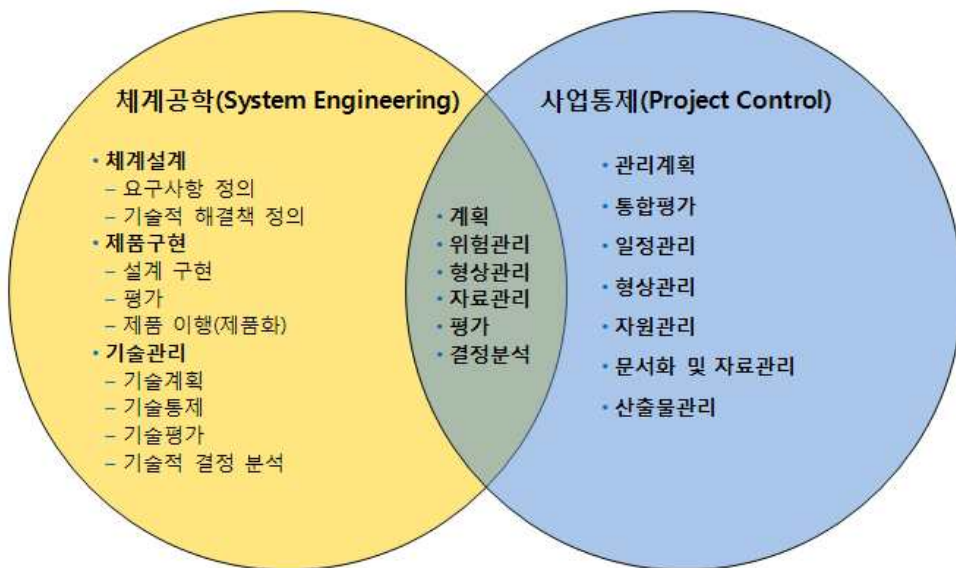 체계공학(System Engineering)
• 체계설계
– 요구사항 정의
– 기술적 해결책 정의
• 제품구현
– 설계 구현
– 평가
– 제품 이행(제품화)
• 기술관리
– 기술계획
– 기술통제
– 기술평가
– 기술적 결정 분석
• 계획
• 위험관리
• 형상관리
• 자료관리
• 평가
• 결정분석
사업통제(Project Control)
• 관리계획
• 통합평가
• 일정관리
• 형상관리
• 자원관리
• 문서화 및 자료관리
• 산출물관리